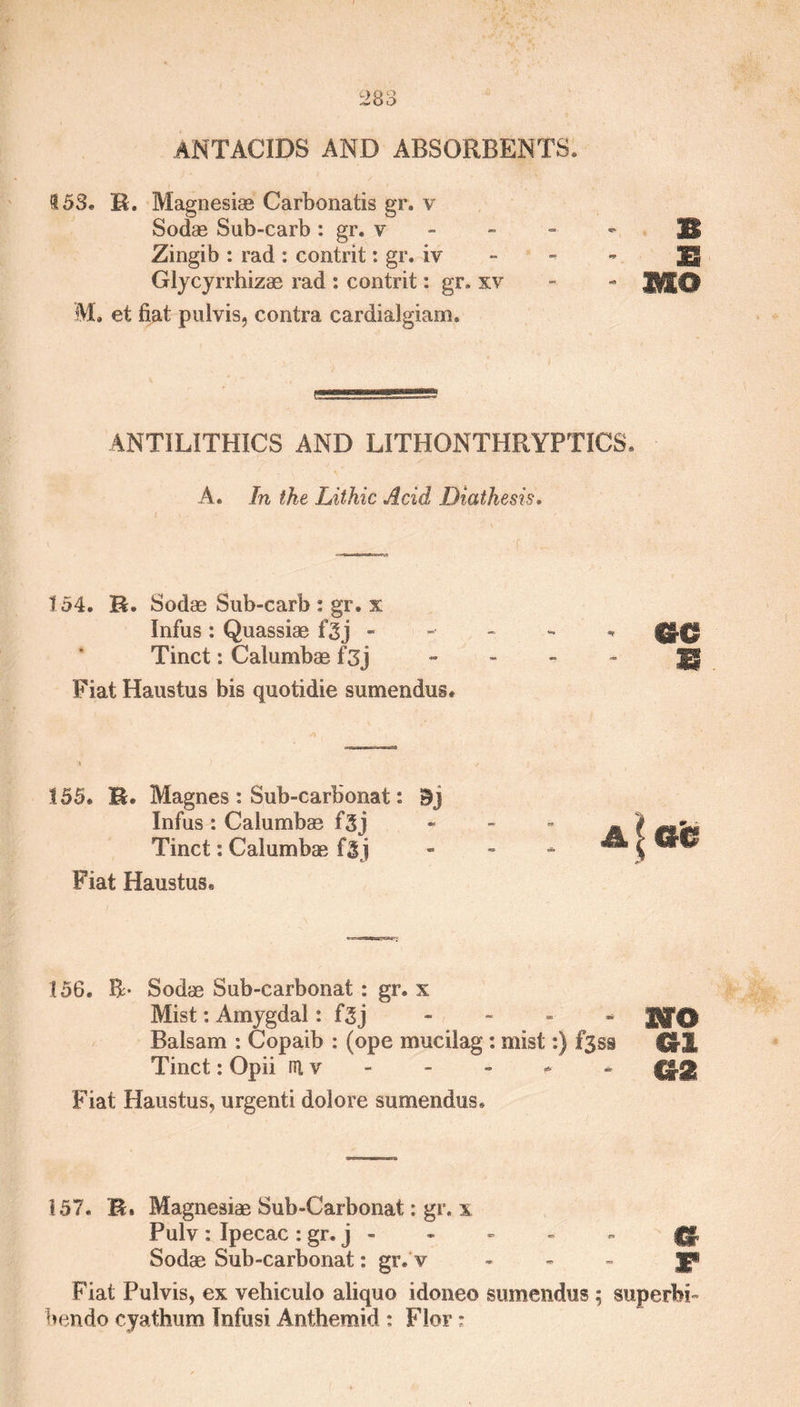 283
ANTACIDS AND ABSORBENTS.
153. ℞. Magnesiæ Carbonatis gr. v
Sodæ Sub-carb : gr. v - - - - B
Zingib : rad : contrit : gr. iv - - - E
Glycyrrhizæ rad : contrit : gr. xv - - MO
M. et fiat pulvis, contra cardialgiam.
ANTILITHICS AND LITHONTHRYPTICS.
A. In the Lithic Acid Diathesis.
154. ℞. Sodæ Sub-carb : gr. x
Infus : Quassiæ f℥j - - - - - GC
Tinct : Calumbæ fʒj - - - - E
Fiat Haustus bis quotidie sumendus.
155. ℞. Magnes : Sub-carbonat : ℈j
Infus : Calumbæ f℥j - - -
Tinct : Calumbæ f℥j - - - A } GC
Fiat Haustus.
156. ℞. Sodæ Sub-carbonat : gr. x
Mist : Amygdal : f℥j - - - - NO
Balsam : Copaib : (ope mucilag : mist :) fʒss G1
Tinct : Opii ♏ v - - - - - G2
Fiat Haustus, urgenti dolore sumendus.
157. ℞. Magnesiæ Sub-Carbonat : gr. x
Pulv : Ipecac : gr. j - - - - - G
Sodæ Sub-carbonat : gr. v - - - F
Fiat Pulvis, ex vehiculo aliquo idoneo sumendus ; superbi-
bendo cyathum Infusi Anthemid : Flor :